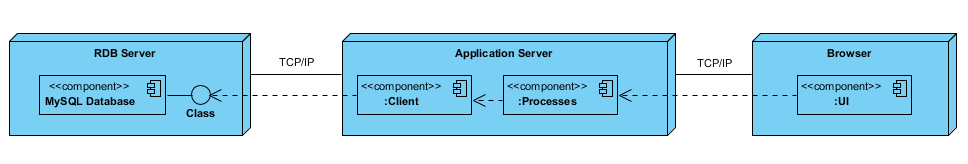 RDB Server
<<component>>
MySQL Database
Class
TCP/IP
Application Server
<<component>>
:Client
<<component>>
:Processes
TCP/IP
Browser
<<component>>
:UI